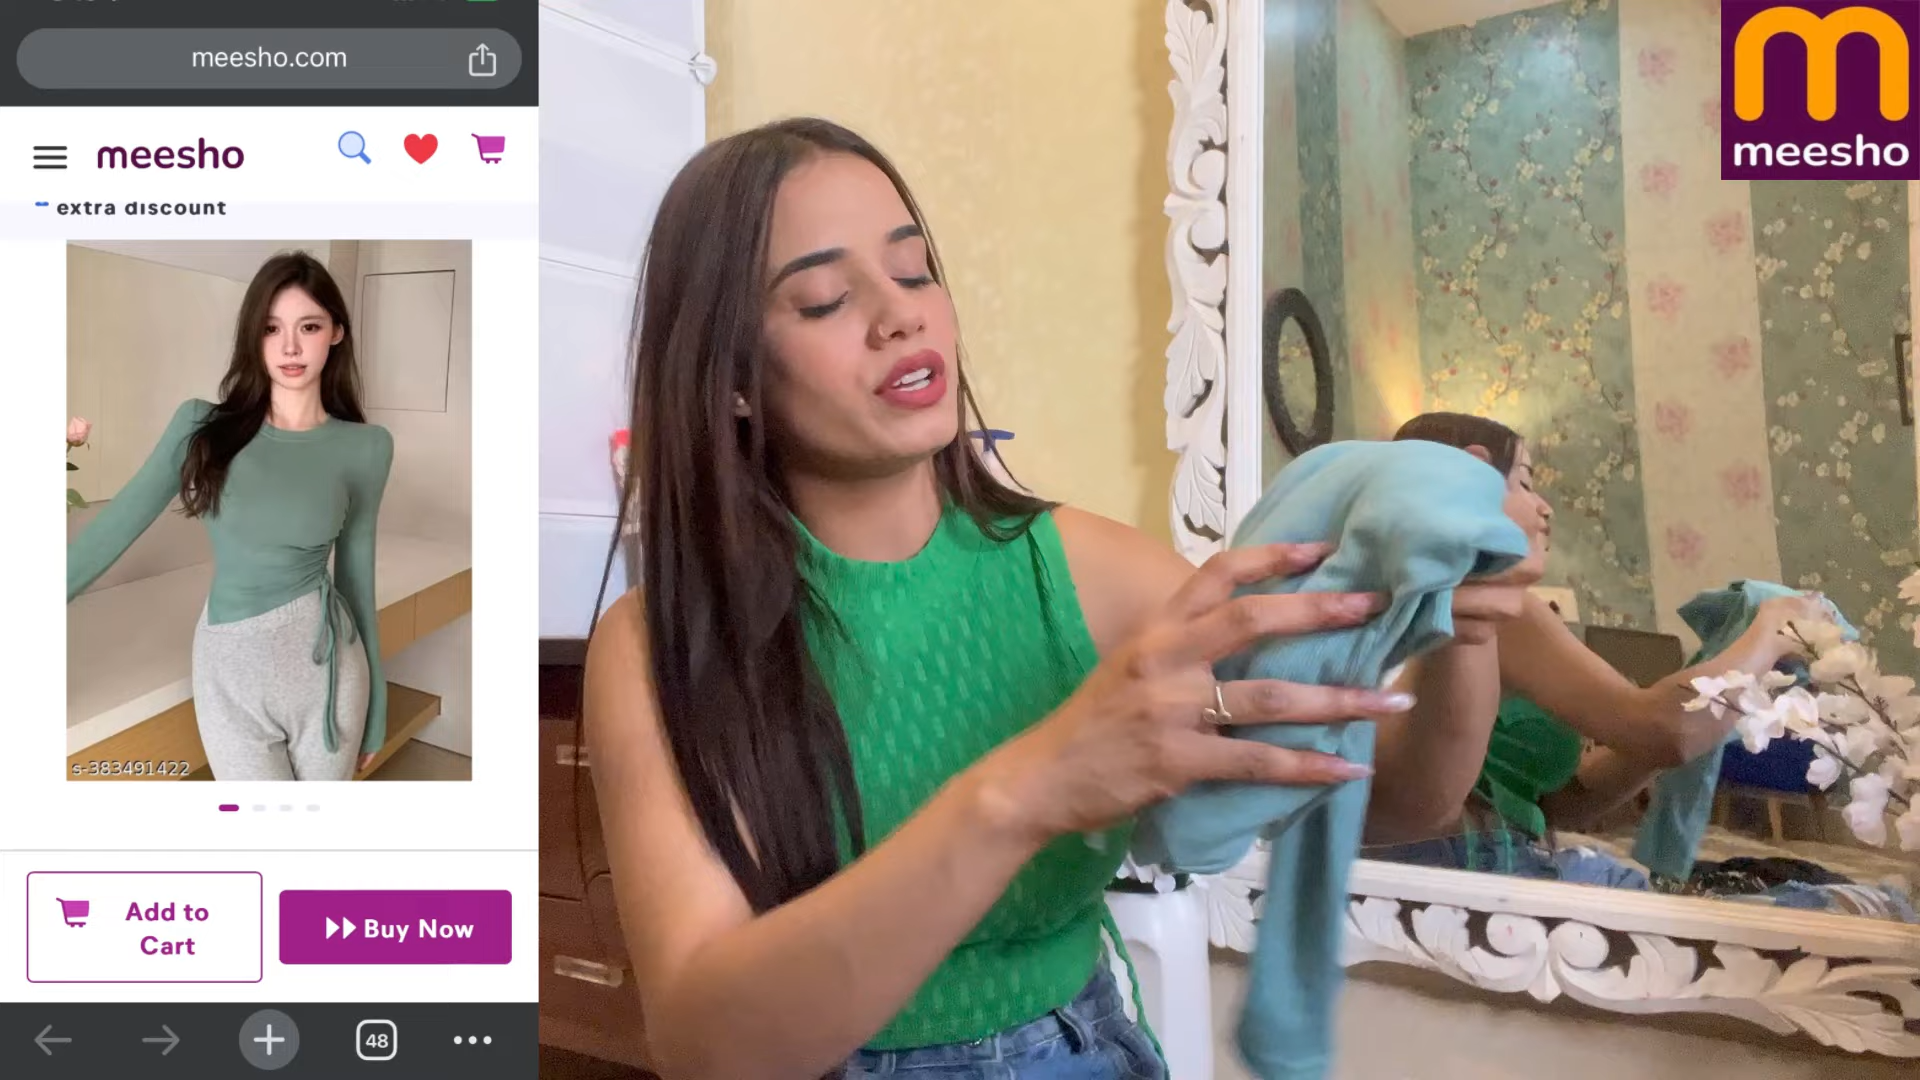 meesho.com
meesho
extra discount
s-383491422
Add to
Cart
Buy Now
48
meesho